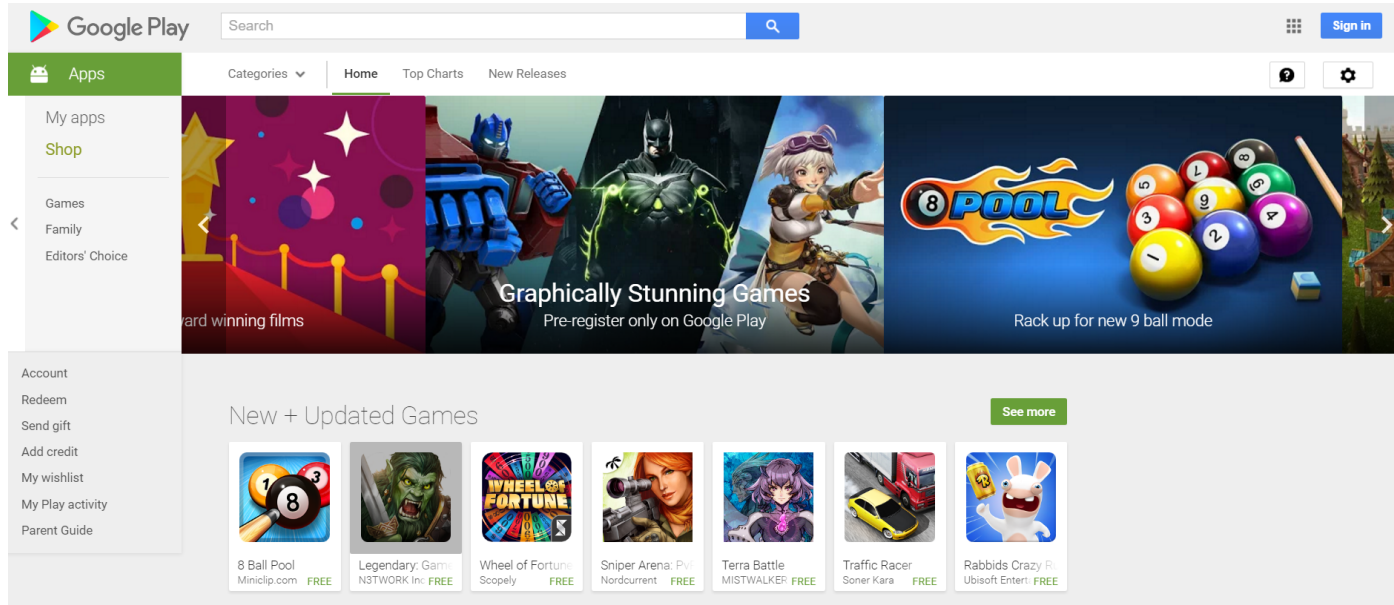 Google Play
Search
Sign in
Apps
Categories
Home
Top Charts
New Releases
My apps
Shop
Games
Family
Editors' Choice
ward winning films
Graphically Stunning Games
Pre-register only on Google Play
8 POOL
Rack up for new 9 ball mode
Account
Redeem
Send gift
Add credit
My wishlist
My Play activity
Parent Guide
New + Updated Games
See more
WHEEL OF
FORTUNE
8 Ball Pool
Miniclip.com FREE
Legendary: Game
N3TWORK Inc FREE
Wheel of Fortune
Scopely FREE
Sniper Arena: PvP
Nordcurrent FREE
Terra Battle
MISTWALKER FREE
Traffic Racer
Soner Kara FREE
Rabbids Crazy R
Ubisoft Entert FREE